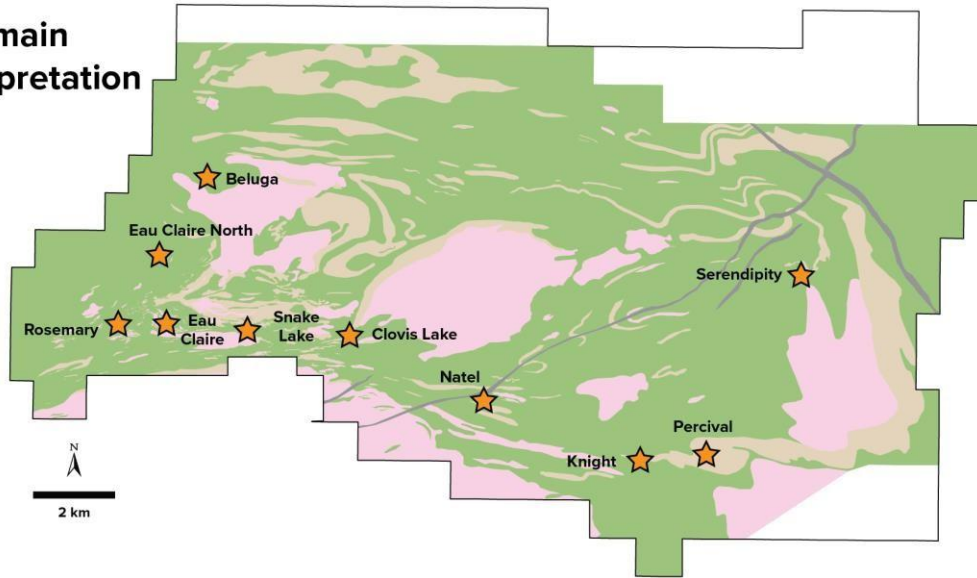 main
pretation
Beluga
Eau Claire North
Serendipity
Rosemary
Eau
Claire
Snake
Lake
Clovis Lake
Natel
Percival
Knight
N
2 km